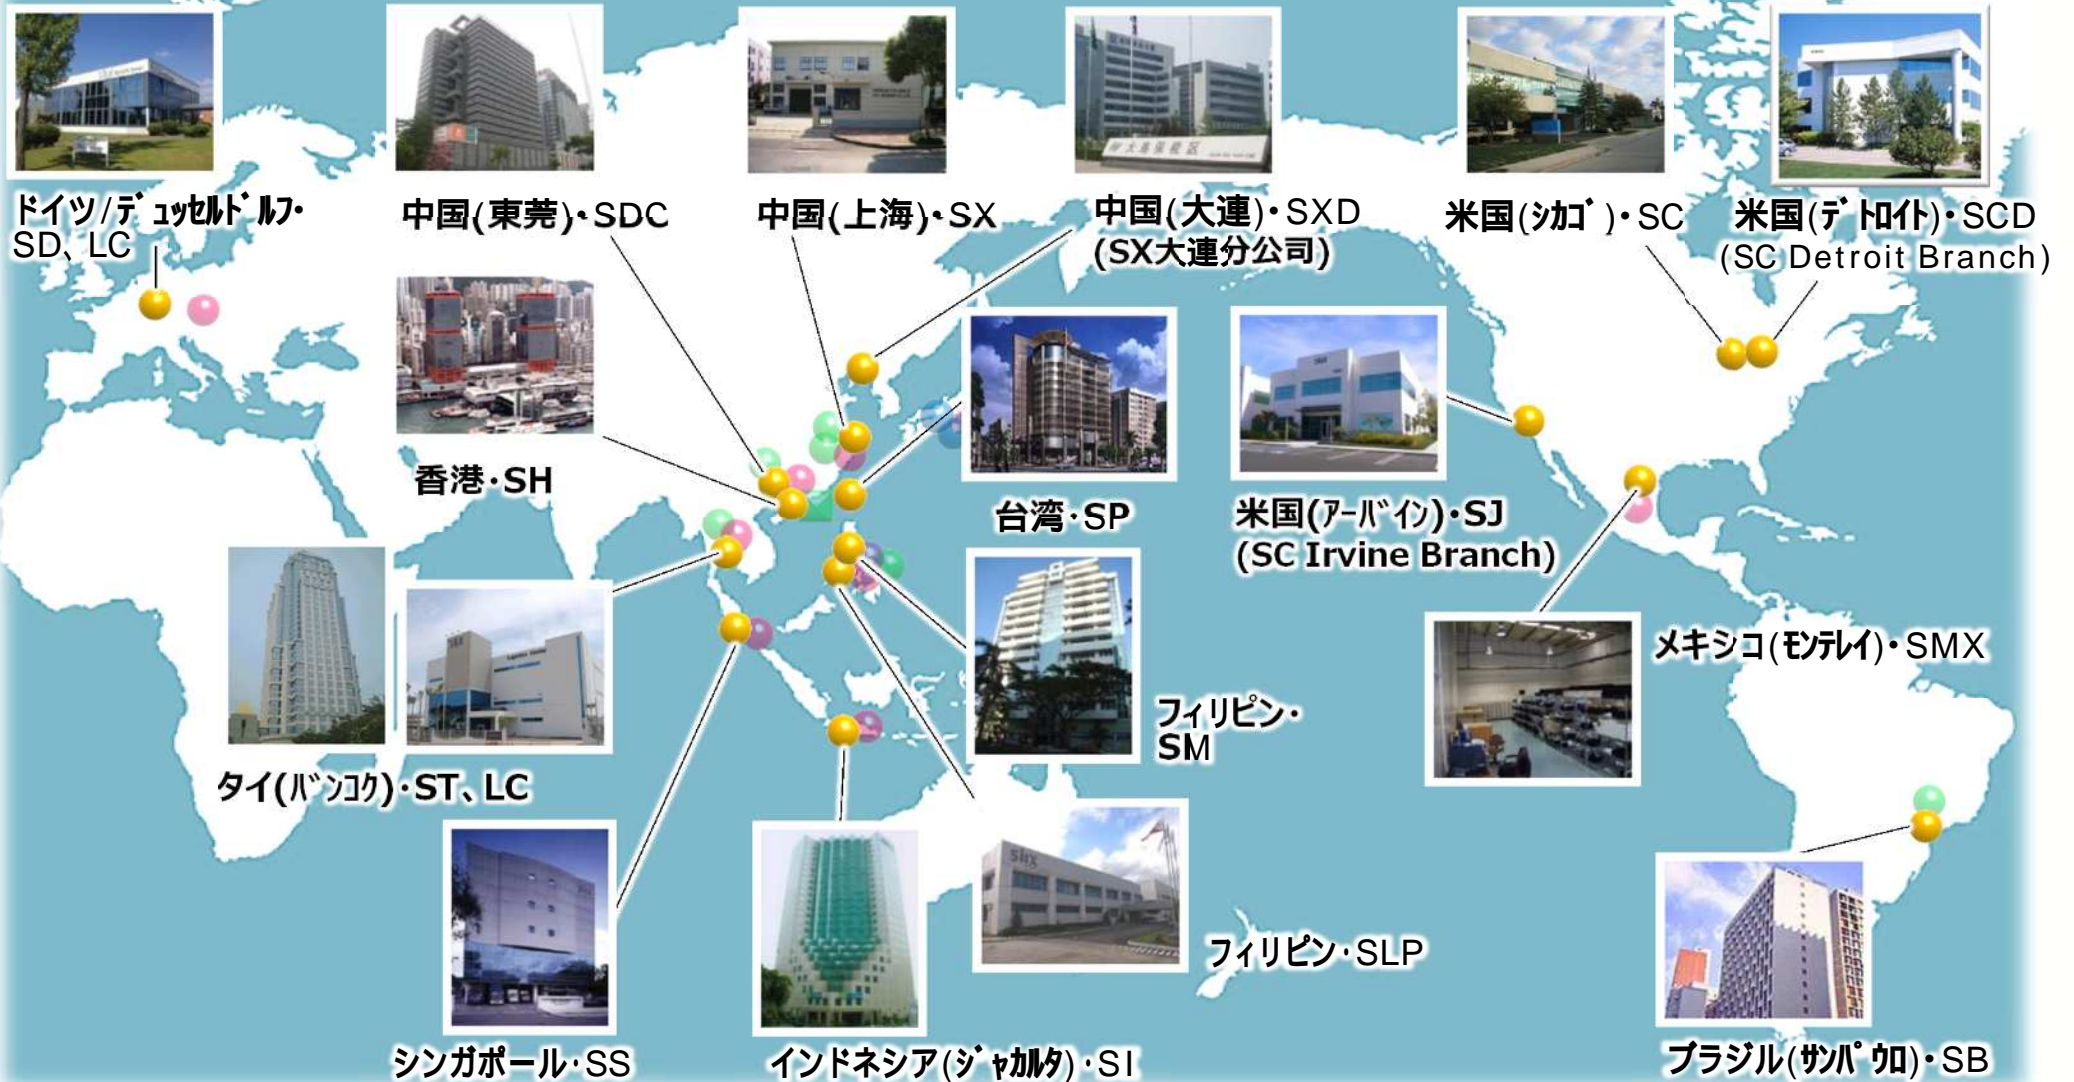 ドイツ/デュッセルドルフ・
SD、LC
中国(東莞)・SDC
中国(上海)・SX
中国(大連)・SXD
(SX大連分公司)
米国(シカゴ)・SC
米国(デトロイト)・SCD
(SC Detroit Branch)
大連保税区
香港・SH
台湾・SP
米国(アーバイン)・SJ
(SC Irvine Branch)
メキシコ(モンテレイ)・SMX
フィリピン・
SM
タイ(バンコク)・ST、LC
siix
フィリピン・SLP
シンガポール・SS
インドネシア(ジャカルタ)・SI
ブラジル(サンパウロ)・SB